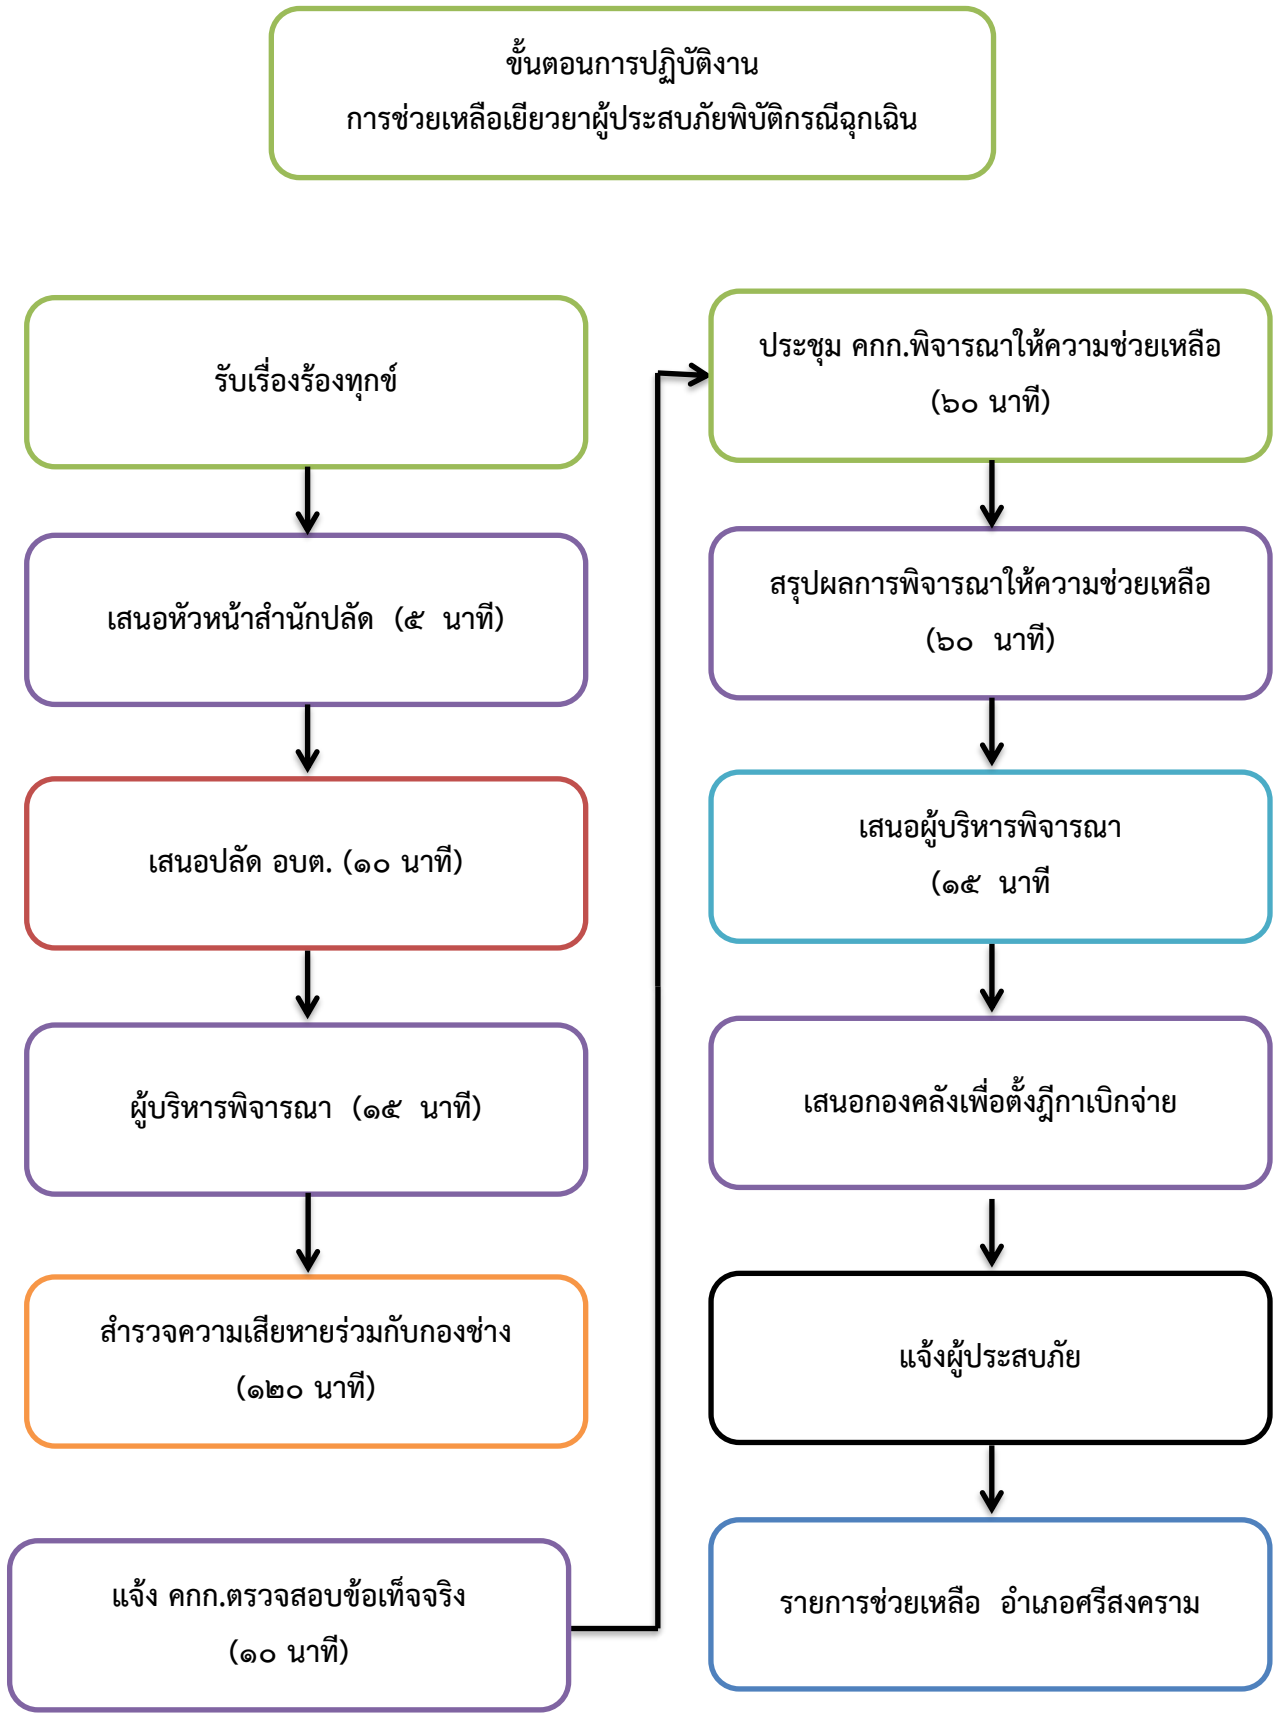 ขั้นตอนการปฏิบัติงาน
การช่วยเหลือเยียวยาผู้ประสบภัยพิบัติกรณีฉุกเฉิน
รับเรื่องร้องทุกข์
เสนอหัวหน้าสำนักปลัด (๕ นาที)
เสนอปลัด อบต. (๑๐ นาที)
ผู้บริหารพิจารณา (๑๕ นาที)
สำรวจความเสียหายร่วมกับกองช่าง
(๑๒๐ นาที)
แจ้ง คกก.ตรวจสอบข้อเท็จจริง
(๑๐ นาที)
ประชุม คกก.พิจารณาให้ความช่วยเหลือ
(๖๐ นาที)
สรุปผลการพิจารณาให้ความช่วยเหลือ
(๖๐ นาที)
เสนอผู้บริหารพิจารณา
(๑๕ นาที
เสนอกองคลังเพื่อตั้งฎีกาเบิกจ่าย
แจ้งผู้ประสบภัย
รายการช่วยเหลือ อำเภอศรีสงคราม